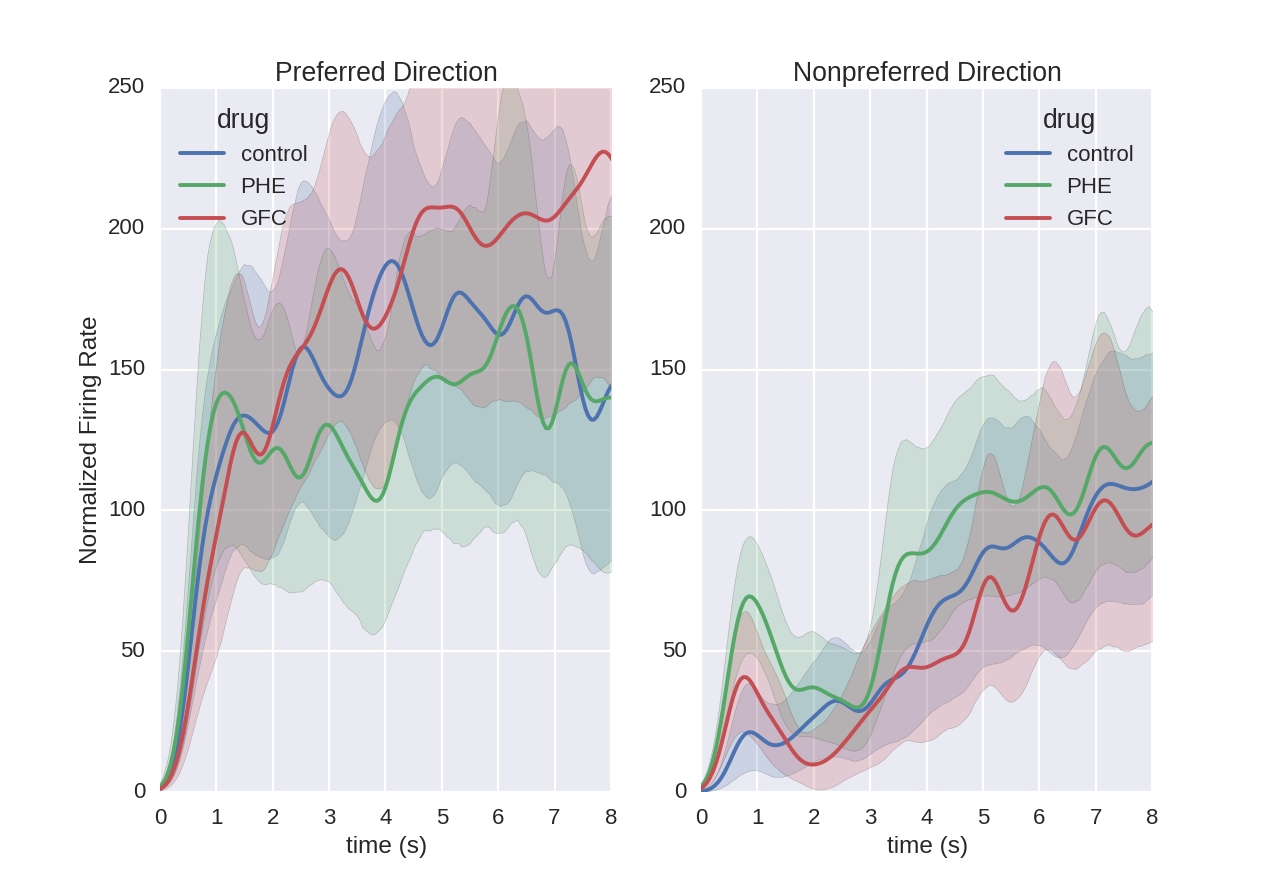 Preferred Direction
250
200
150
100
50
0
Normalized Firing Rate
drug
control
PHE
GFC
0 1 2 3 4 5 6 7 8
time (s)
Nonpreferred Direction
250
200
150
100
50
0
drug
control
PHE
GFC
0 1 2 3 4 5 6 7 8
time (s)